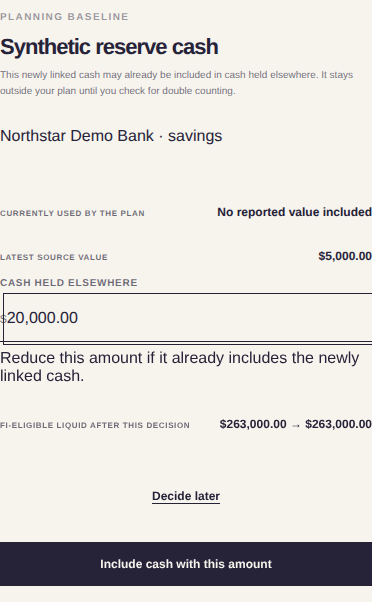 PLANNING BASELINE
Synthetic reserve cash
This newly linked cash may already be included in cash held elsewhere. It stays
outside your plan until you check for double counting.
Northstar Demo Bank · savings
CURRENTLY USED BY THE PLAN No reported value included
LATEST SOURCE VALUE $5,000.00
CASH HELD ELSEWHERE
$20,000.00
Reduce this amount if it already includes the newly
linked cash.
FI-ELIGIBLE LIQUID AFTER THIS DECISION $263,000.00 → $263,000.00
Decide later
Include cash with this amount